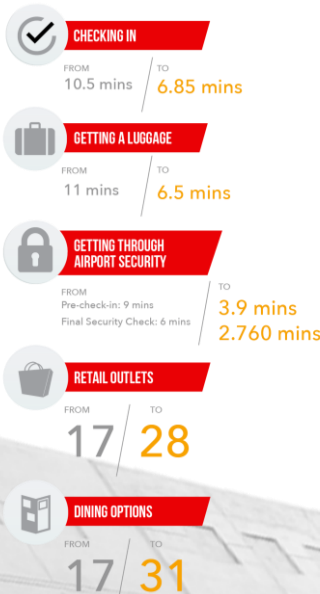 CHECKING IN
FROM
10.5 mins
TO
6.85 mins
GETTING A LUGGAGE
FROM
11 mins
TO
6.5 mins
GETTING THROUGH
AIRPORT SECURITY
FROM
Pre-check-in: 9 mins
Final Security Check: 6 mins
TO
3.9 mins
2.760 mins
RETAIL OUTLETS
FROM
17
TO
28
DINING OPTIONS
FROM
17
TO
31